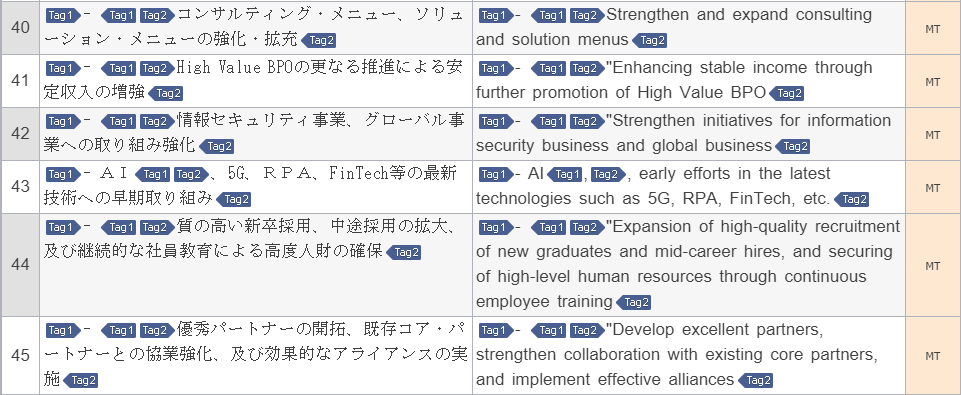 40 Tag1 - Tag1 Tag2 コンサルティング・メニュー、ソリュ Tag1 - Tag1 Tag2 Strengthen and expand consulting
ーション・メニューの強化・拡充 Tag2 and solution menus Tag2 MT
41 Tag1 - Tag1 Tag2 High Value BPOの更なる推進による安 Tag1 - Tag1 Tag2 "Enhancing stable income through
定収入の増強 Tag2 further promotion of High Value BPO Tag2 MT
42 Tag1 - Tag1 Tag2 情報セキュリティ事業、グローバル事 Tag1 - Tag1 Tag2 "Strengthen initiatives for information
業への取り組み強化 Tag2 security business and global business Tag2 MT
43 Tag1 - ＡＩ Tag1 Tag2 、5G、ＲＰＡ、FinTech等の最新 Tag1 - AI Tag1 , Tag2 , early efforts in the latest
技術への早期取り組み Tag2 technologies such as 5G, RPA, FinTech, etc. Tag2 MT
44 Tag1 - Tag1 Tag2 質の高い新卒採用、中途採用の拡大、 Tag1 - Tag1 Tag2 "Expansion of high-quality recruitment
及び継続的な社員教育による高度人財の確保 Tag2 of new graduates and mid-career hires, and securing
of high-level human resources through continuous
employee training Tag2 MT
45 Tag1 - Tag1 Tag2 優秀パートナーの開拓、既存コア・パ Tag1 - Tag1 Tag2 "Develop excellent partners,
ートナーとの協業強化、及び効果的なアライアンスの実 strengthen collaboration with existing core partners,
施 Tag2 and implement effective alliances Tag2 MT